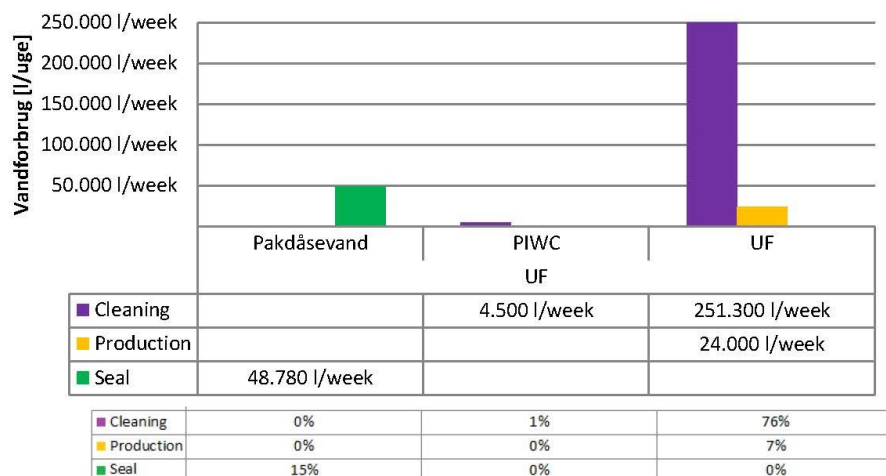 Vandforbrug [l/uge]
250.000 l/week
200.000 l/week
150.000 l/week
100.000 l/week
50.000 l/week
Pakdåsevand PIWC UF
UF
Cleaning 4.500 l/week 251.300 l/week
Production 24.000 l/week
Seal 48.780 l/week
Cleaning 0% 1% 76%
Production 0% 0% 7%
Seal 15% 0% 0%